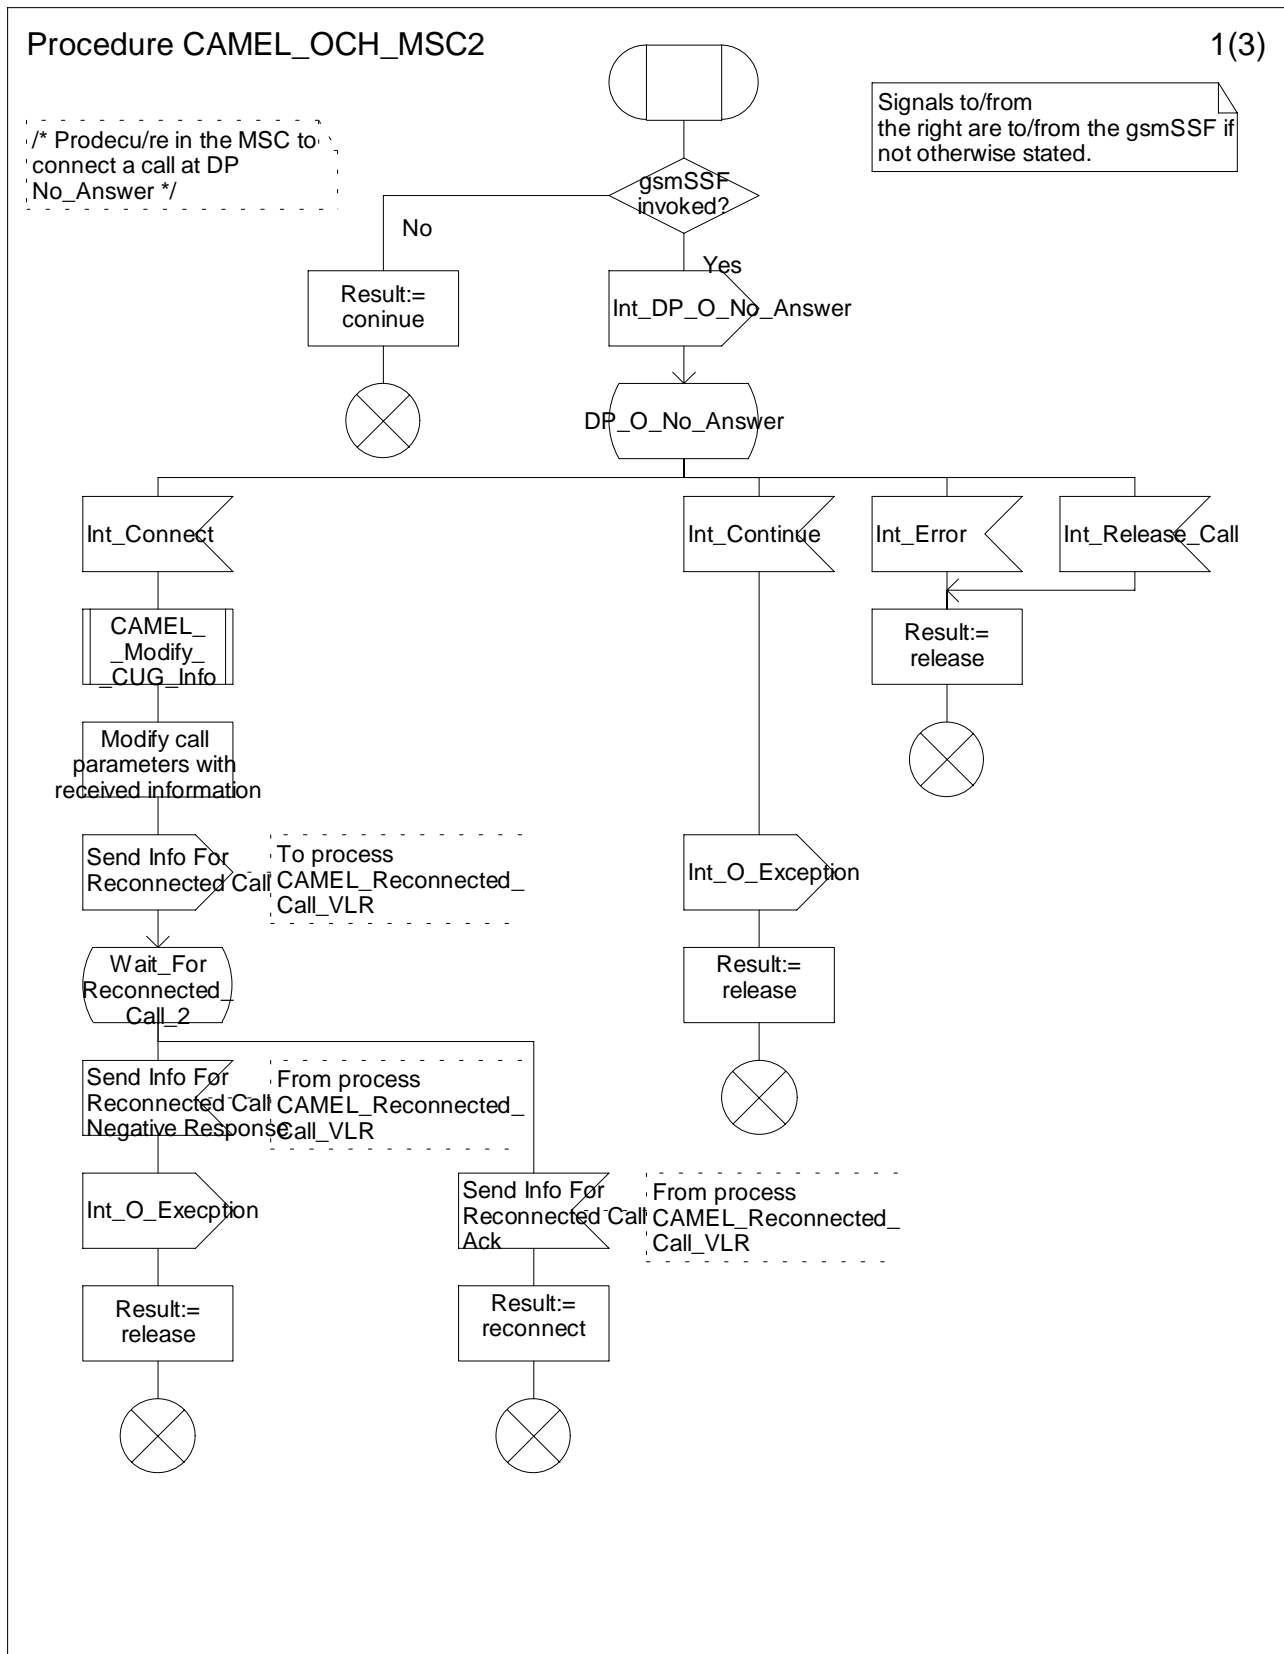 Procedure CAMEL_OCH_MSC2
1(3)
/* Prodecu/re in the MSC to
connect a call at DP
No_Answer */
Signals to/from
the right are to/from the gsmSSF if
not otherwise stated.
gsmSSF
invoked?
No
Yes
Result:=
coninue
Int_DP_O_No_Answer
DP_O_No_Answer
Int_Connect
Int_Continue
Int_Error
Int_Release_Call
CAMEL_
_Modify_
_CUG_Info
Result:=
release
Modify call
parameters with
received information
Send Info For
Reconnected Call
To process
CAMEL_Reconnected_
Call_VLR
Int_O_Exception
Wait_For
Reconnected_
Call_2
Result:=
release
Send Info For
Reconnected Call
Negative Response
From process
CAMEL_Reconnected_
Call_VLR
Int_O_Execption
Send Info For
Reconnected Call
Ack
From process
CAMEL_Reconnected_
Call_VLR
Result:=
release
Result:=
reconnect